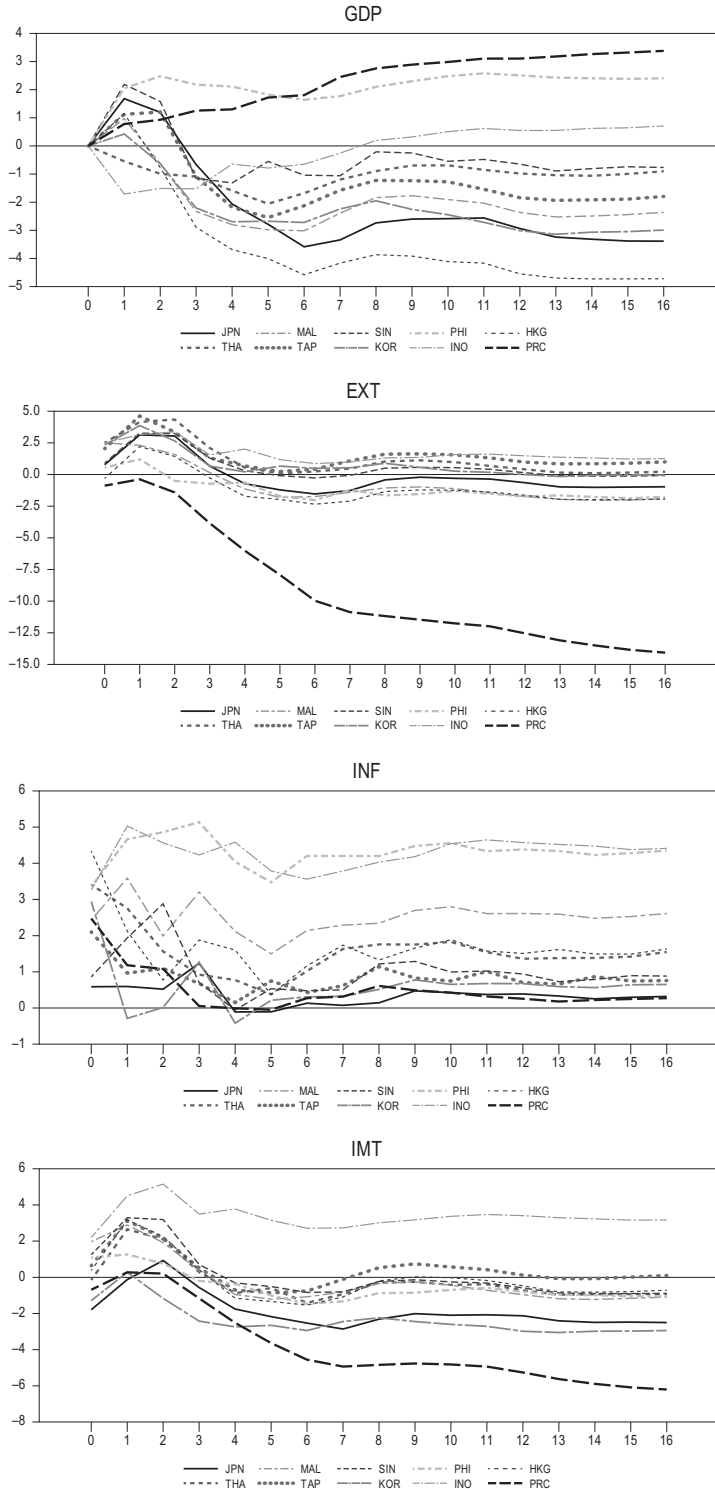 GDP
4
3
2
1
0
–1
–2
–3
–4
–5
0 1 2 3 4 5 6 7 8 9 10 11 12 13 14 15 16
JPN MAL SIN PHI HKG
THA TAP KOR INO PRC
EXT
5.0
2.5
0.0
–2.5
–5.0
–7.5
–10.0
–12.5
–15.0
0 1 2 3 4 5 6 7 8 9 10 11 12 13 14 15 16
JPN MAL SIN PHI HKG
THA TAP KOR INO PRC
INF
6
5
4
3
2
1
0
–1
0 1 2 3 4 5 6 7 8 9 10 11 12 13 14 15 16
JPN MAL SIN PHI HKG
THA TAP KOR INO PRC
IMT
6
4
2
0
–2
–4
–6
–8
0 1 2 3 4 5 6 7 8 9 10 11 12 13 14 15 16
JPN MAL SIN PHI HKG
THA TAP KOR INO PRC